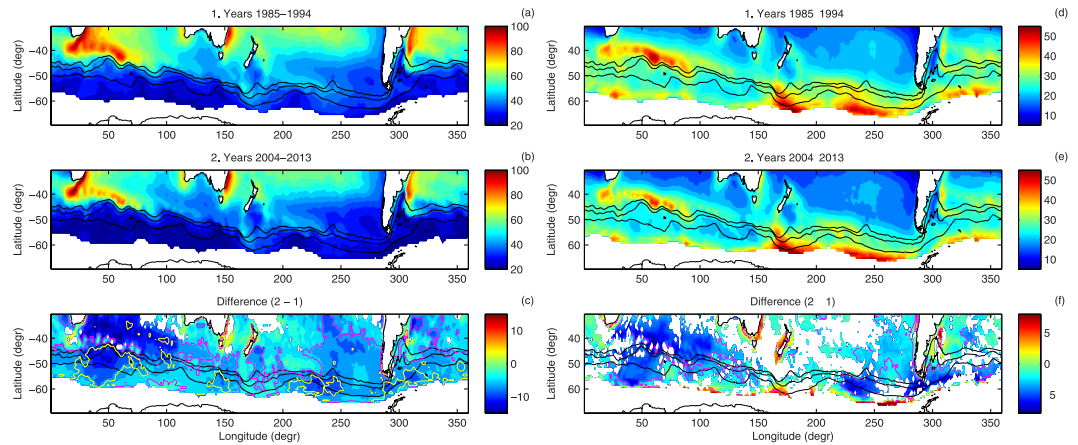 1. Years 1985−1994 (a)
Latitude (degr)
−40
−50
−60
50 100 150 200 250 300 350
100
80
60
40
20
1. Years 1985 1994 (d)
Latitude (degr)
40
50
60
50 100 150 200 250 300 350
50
40
30
20
10
2. Years 2004−2013 (b)
Latitude (degr)
−40
−50
−60
50 100 150 200 250 300 350
100
80
60
40
20
2. Years 2004 2013 (e)
Latitude (degr)
40
50
60
50 100 150 200 250 300 350
50
40
30
20
10
Difference (2 − 1) (c)
Latitude (degr)
−40
−50
−60
50 100 150 200 250 300 350
Longitude (degr)
10
0
−10
Difference (2 1) (f)
Latitude (degr)
40
50
60
50 100 150 200 250 300 350
Longitude (degr)
5
0
5